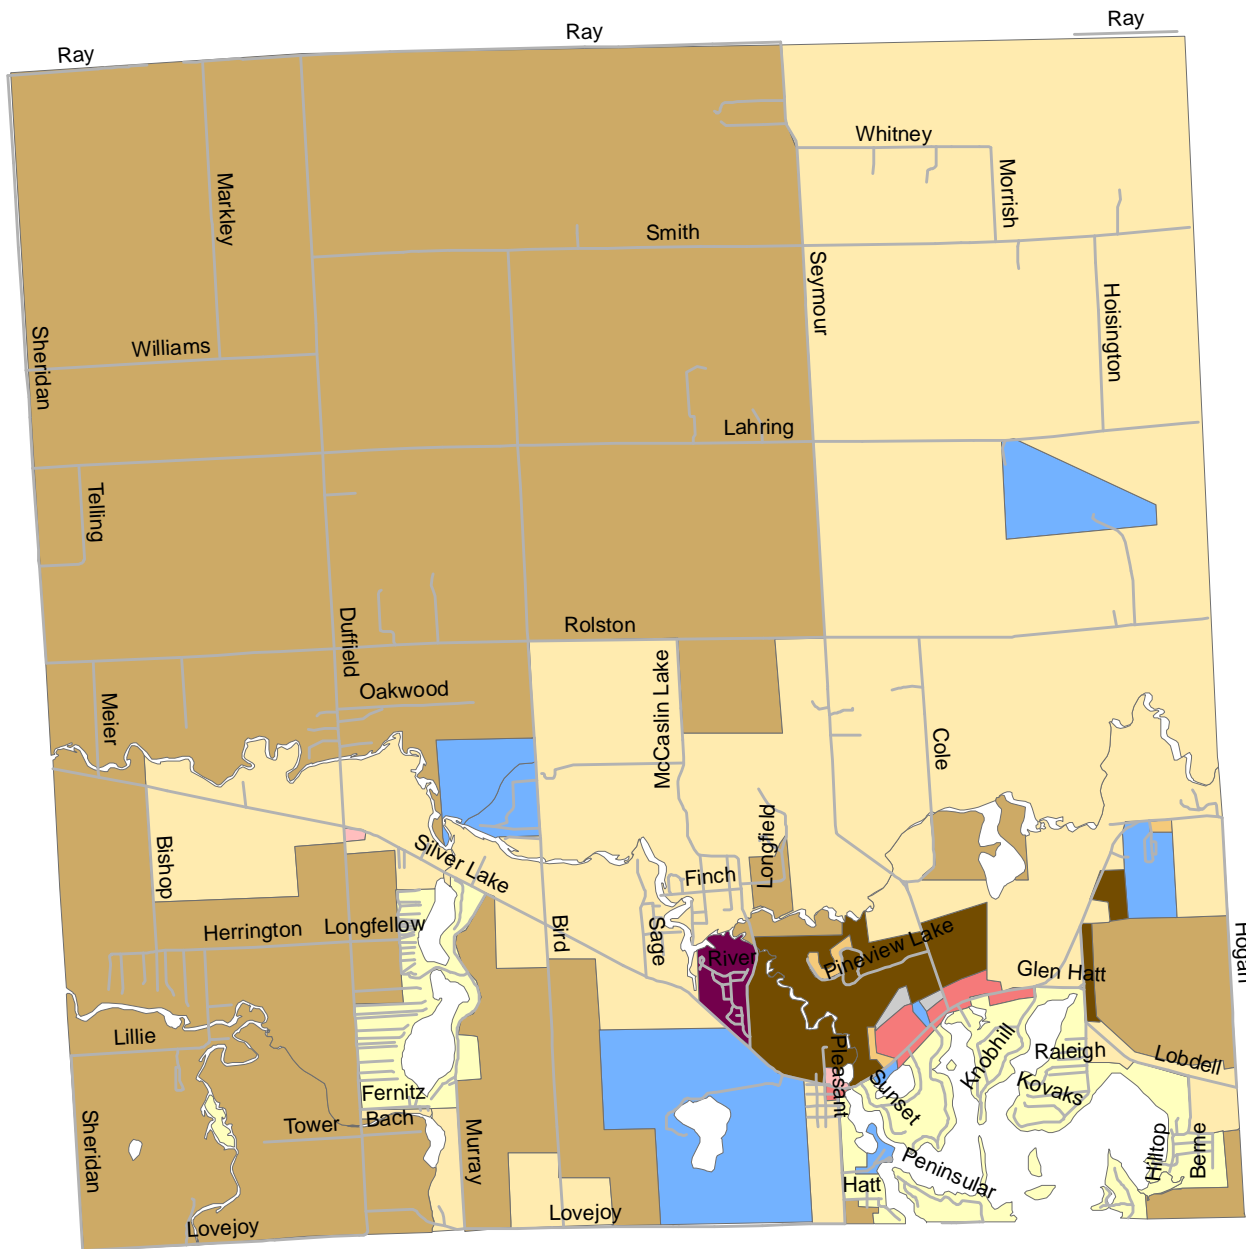 Ray
Ray
Ray
Whitney
Markley
Morrish
Smith
Seymour
Hoisington
Sheridan
Williams
Lahring
Telling
Duffield
Rolston
McCaslin Lake
Oakwood
Meier
Cole
Bishop
Silver Lake
Longfield
Finch
Herrington
Longfellow
Bird
Sage
River
Pineview Lake
Hogan
Glen Hatt
Lillie
Pleasant
Knobhill
Raleigh
Lobdell
Fernitz
Sunset
Kovaks
Sheridan
Tower
Bach
Murray
Hilltop
Berne
Peninsular
Hatt
Lovejoy
Lovejoy